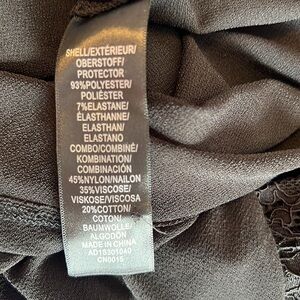 SHELL/EXTÉRIEUR/
OBERSTOFF/
PROTECTOR
93%POLYESTER/
POLIÉSTER
7%ELASTANE/
ÉLASTHANNE/
ELASTHAN/
ELASTANO
COMBO/COMBINÉ/
KOMBINATION/
COMBINACIÓN
45%NYLON/NAILON
35%VISCOSE/
VISKOSE/VISCOSA
20%COTTON/
COTON/
BAUMWOLLE/
ALGODÓN
MADE IN CHINA
AD1S301040
CN0015